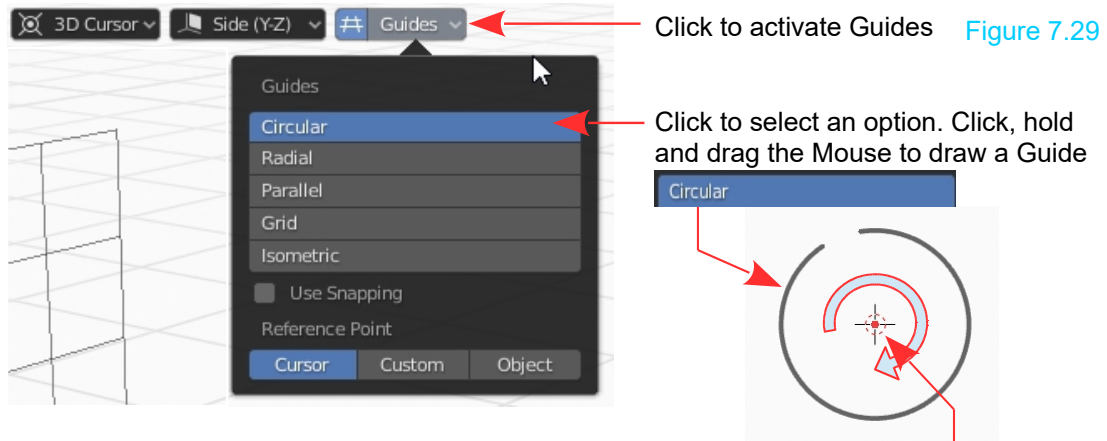 3D Cursor Side (Y-Z) Guides
Click to activate Guides
Figure 7.29
Guides
Circular
Radial
Parallel
Grid
Isometric
Use Snapping
Reference Point
Cursor Custom Object
Click to select an option. Click, hold
and drag the Mouse to draw a Guide
Circular